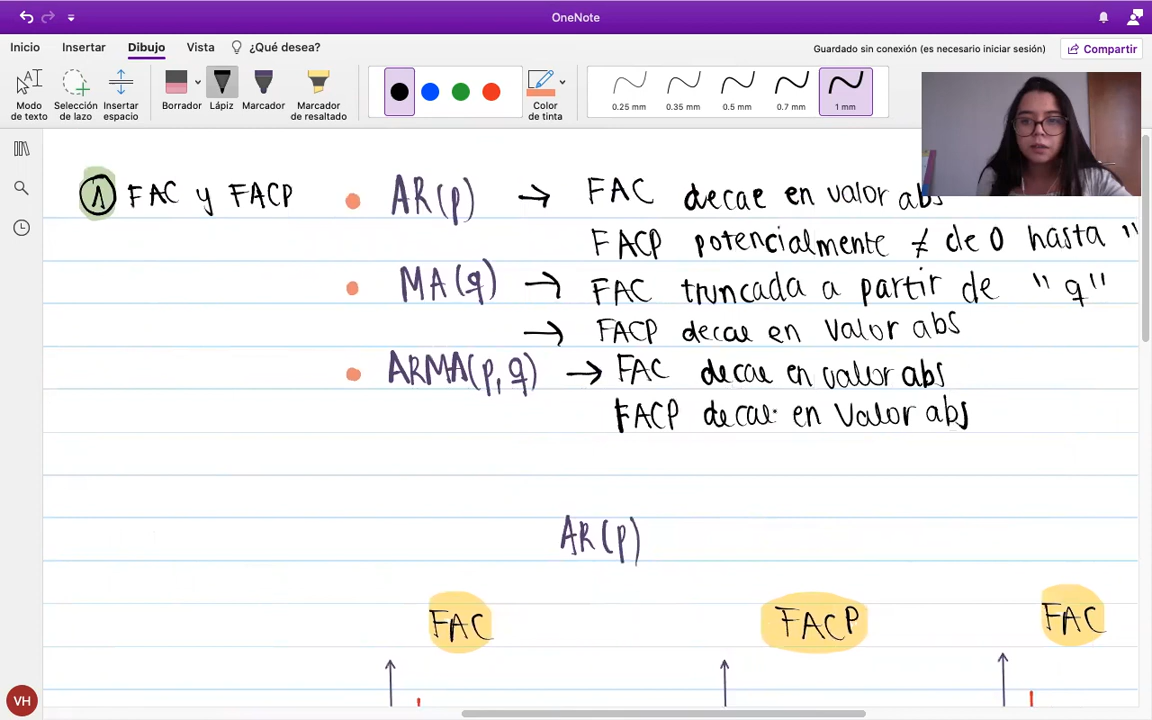 OneNote
Inicio Insertar Dibujo Vista ¿Qué desea?
Guardado sin conexión (es necesario iniciar sesión)
Compartir
Modo de texto
Selección de lazo
Insertar espacio
Borrador
Lápiz
Marcador
Marcador de resaltado
Color de tinta
0.25 mm 0.35 mm 0.5 mm 0.7 mm 1 mm
1 FAC y FACP • AR(p) → FAC decae en valor abs
FACP potencialmente ≠ de 0 hasta "
• MA(q) → FAC truncada a partir de "q"
→ FACP decae en valor abs
• ARMA(p,q) → FAC decae en valor abs
FACP decae en Valor abs
AR(p)
FAC FACP FAC
VH